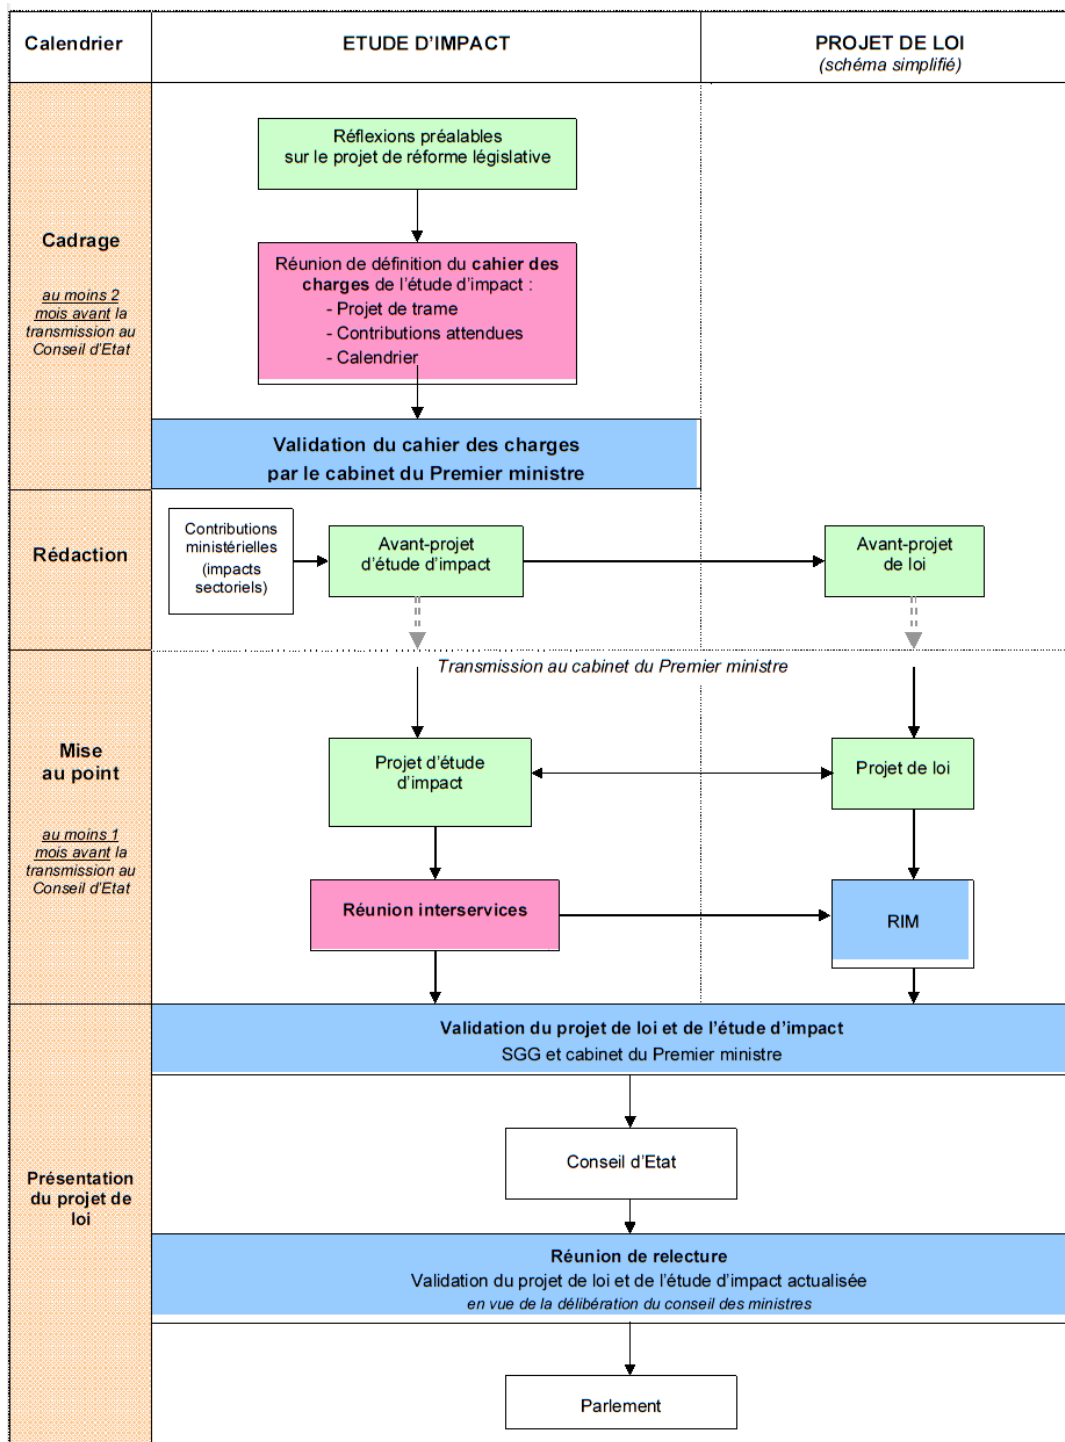 Calendrier
ETUDE D'IMPACT
PROJET DE LOI
(schéma simplifié)
Cadrage
au moins 2
mois avant la
transmission au
Conseil d'Etat
Réflexions préalables
sur le projet de réforme législative
Réunion de définition du cahier des
charges de l'étude d'impact :
- Projet de trame
- Contributions attendues
- Calendrier
Validation du cahier des charges
par le cabinet du Premier ministre
Rédaction
Contributions
ministérielles
(impacts
sectoriels)
Avant-projet
d'étude d'impact
Avant-projet
de loi
Transmission au cabinet du Premier ministre
Mise
au point
au moins 1
mois avant la
transmission au
Conseil d'Etat
Projet d'étude
d'impact
Projet de loi
Réunion interservices
RIM
Présentation
du projet de
loi
Validation du projet de loi et de l'étude d'impact
SGG et cabinet du Premier ministre
Conseil d'Etat
Réunion de relecture
Validation du projet de loi et de l'étude d'impact actualisée
en vue de la délibération du conseil des ministres
Parlement